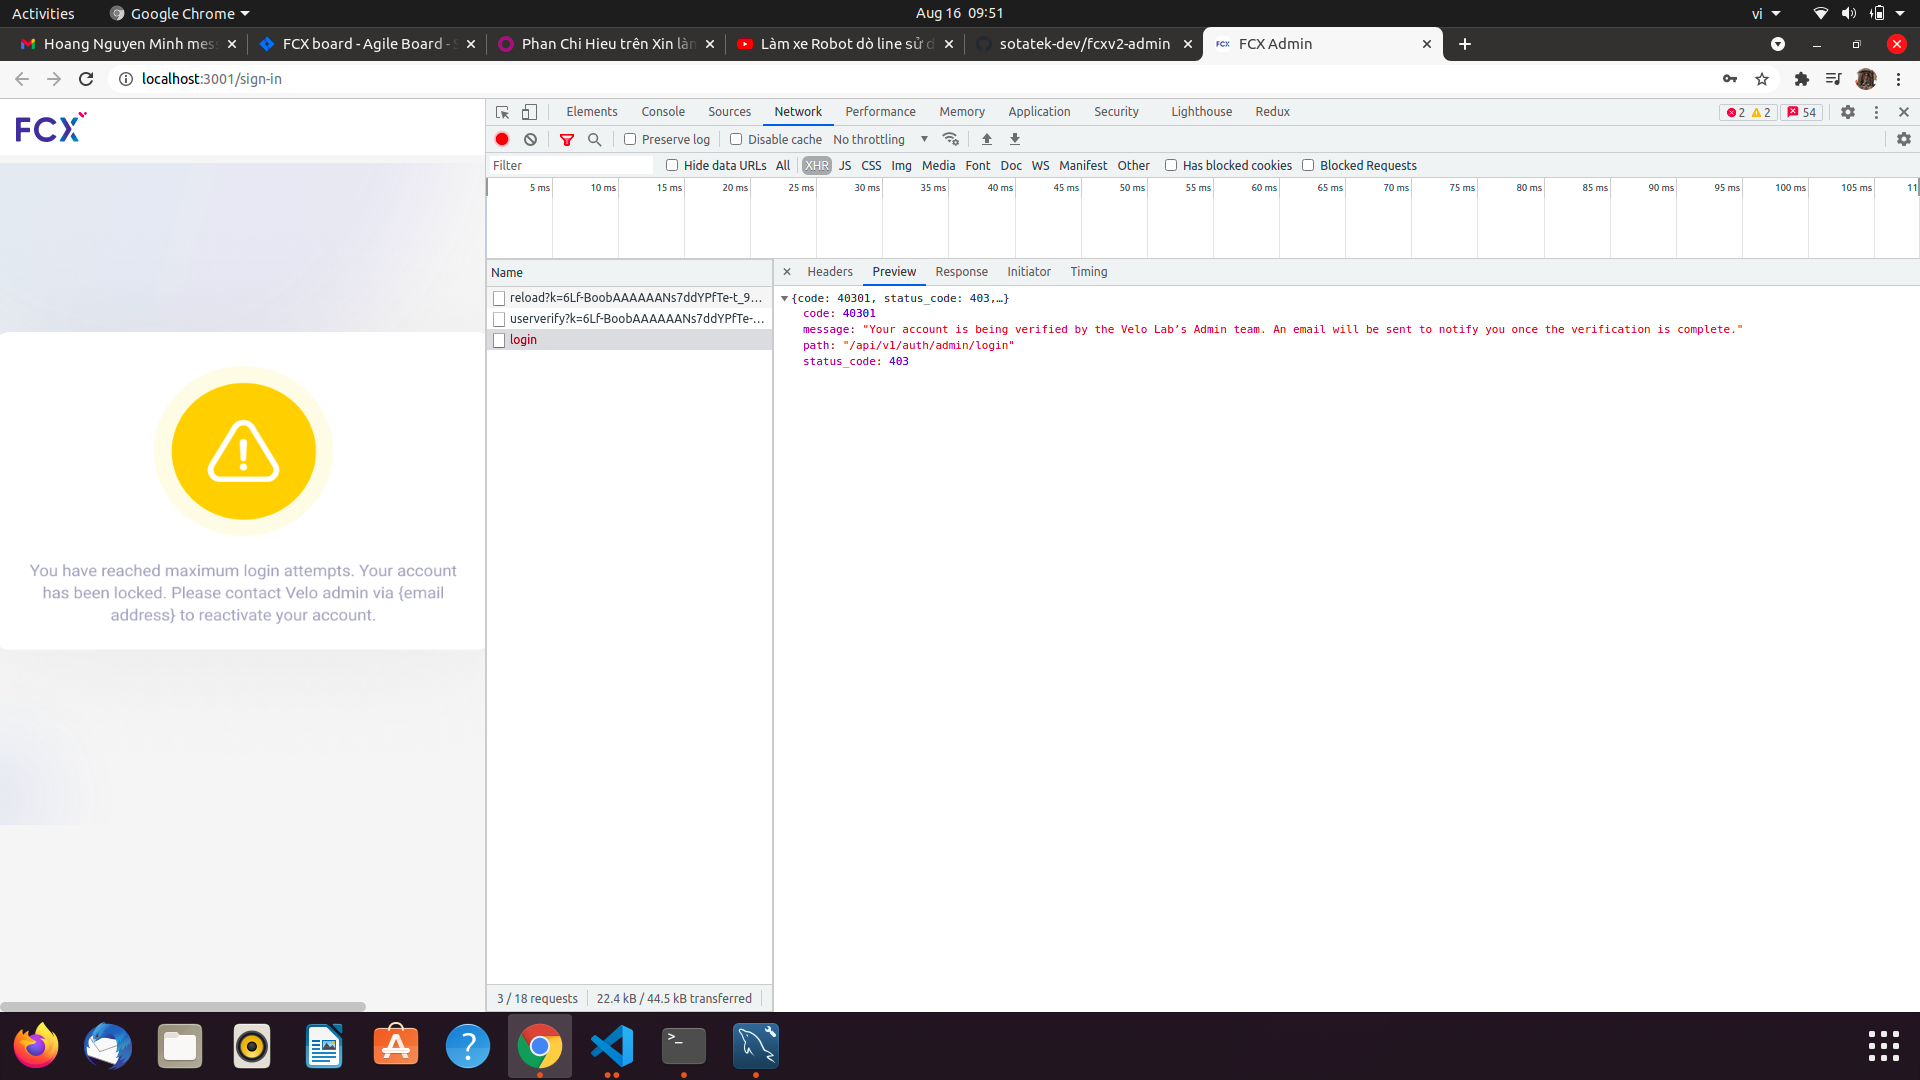 Activities
Google Chrome
Aug 16 09:51
vi
Hoang Nguyen Minh mes
FCX board - Agile Board -
Phan Chi Hieu trên Xin làn
Làm xe Robot dò line sử d
sotatek-dev/fcxv2-admin
FCX
FCX Admin
localhost:3001/sign-in
FCX
You have reached maximum login attempts. Your account
has been locked. Please contact Velo admin via {email
address} to reactivate your account.
Elements
Console
Sources
Network
Performance
Memory
Application
Security
Lighthouse
Redux
2
2
54
Preserve log
Disable cache
No throttling
Filter
Hide data URLs
All
XHR
JS
CSS
Img
Media
Font
Doc
WS
Manifest
Other
Has blocked cookies
Blocked Requests
5 ms
10 ms
15 ms
20 ms
25 ms
30 ms
35 ms
40 ms
45 ms
50 ms
55 ms
60 ms
65 ms
70 ms
75 ms
80 ms
85 ms
90 ms
95 ms
100 ms
105 ms
11
Name
reload?k=6Lf-BoobAAAAAANs7ddYPfTe-t_9…
userverify?k=6Lf-BoobAAAAAANs7ddYPfTe-…
login
3 / 18 requests
22.4 kB / 44.5 kB transferred
Headers
Preview
Response
Initiator
Timing
{code: 40301, status_code: 403,…}
code: 40301
message: "Your account is being verified by the Velo Lab’s Admin team. An email will be sent to notify you once the verification is complete."
path: "/api/v1/auth/admin/login"
status_code: 403